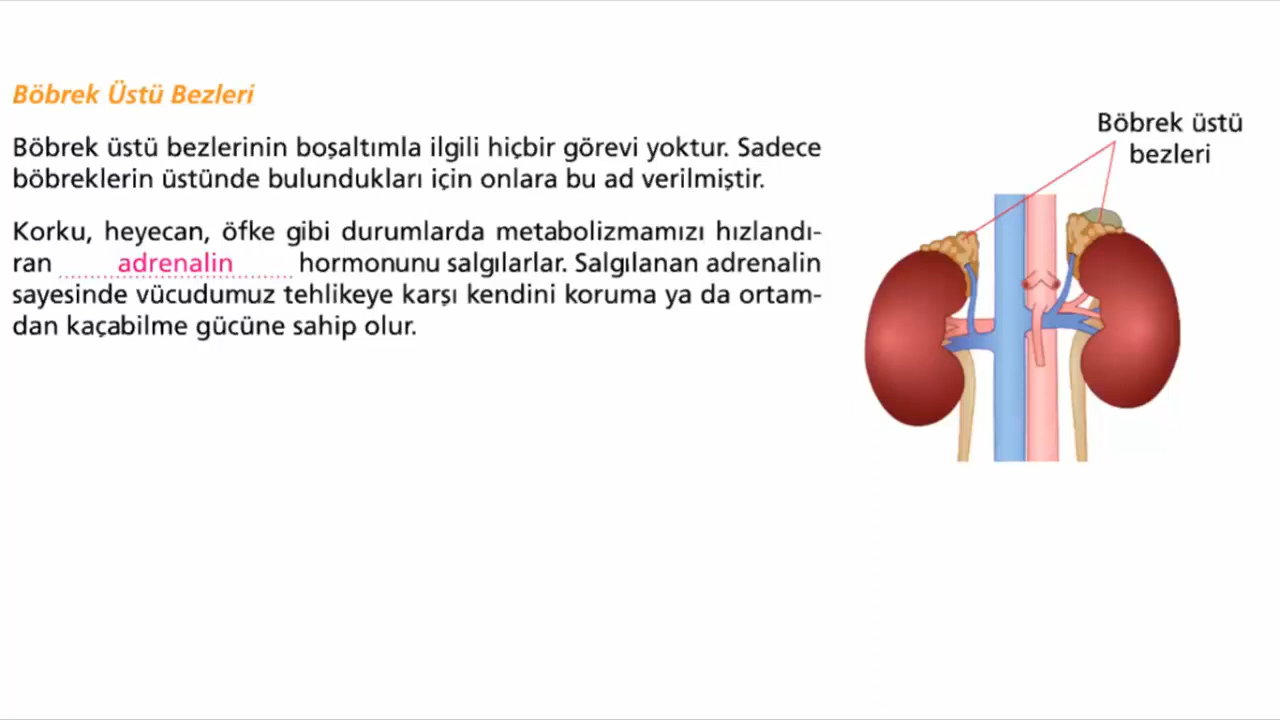 Böbrek Üstü Bezleri
Böbrek üstü bezlerinin boşaltımla ilgili hiçbir görevi yoktur. Sadece
böbreklerin üstünde bulundukları için onlara bu ad verilmiştir.
Korku, heyecan, öfke gibi durumlarda metabolizmamızı hızlandı-
ran adrenalin hormonunu salgılarlar. Salgılanan adrenalin
sayesinde vücudumuz tehlikeye karşı kendini koruma ya da ortam-
dan kaçabilme gücüne sahip olur.
Böbrek üstü
bezleri